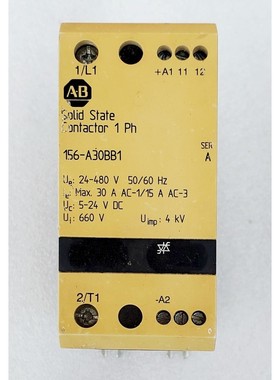 1/L1 +A1 11 12
AB
Solid State
Contactor 1 Ph
SER
156-A30BB1 A
Ue: 24-480 V 50/60 Hz
Ie: Max. 30 A AC-1/15 A AC-3
Uc: 5-24 V DC
Ui: 660 V Uimp: 4 kV
2/T1 -A2